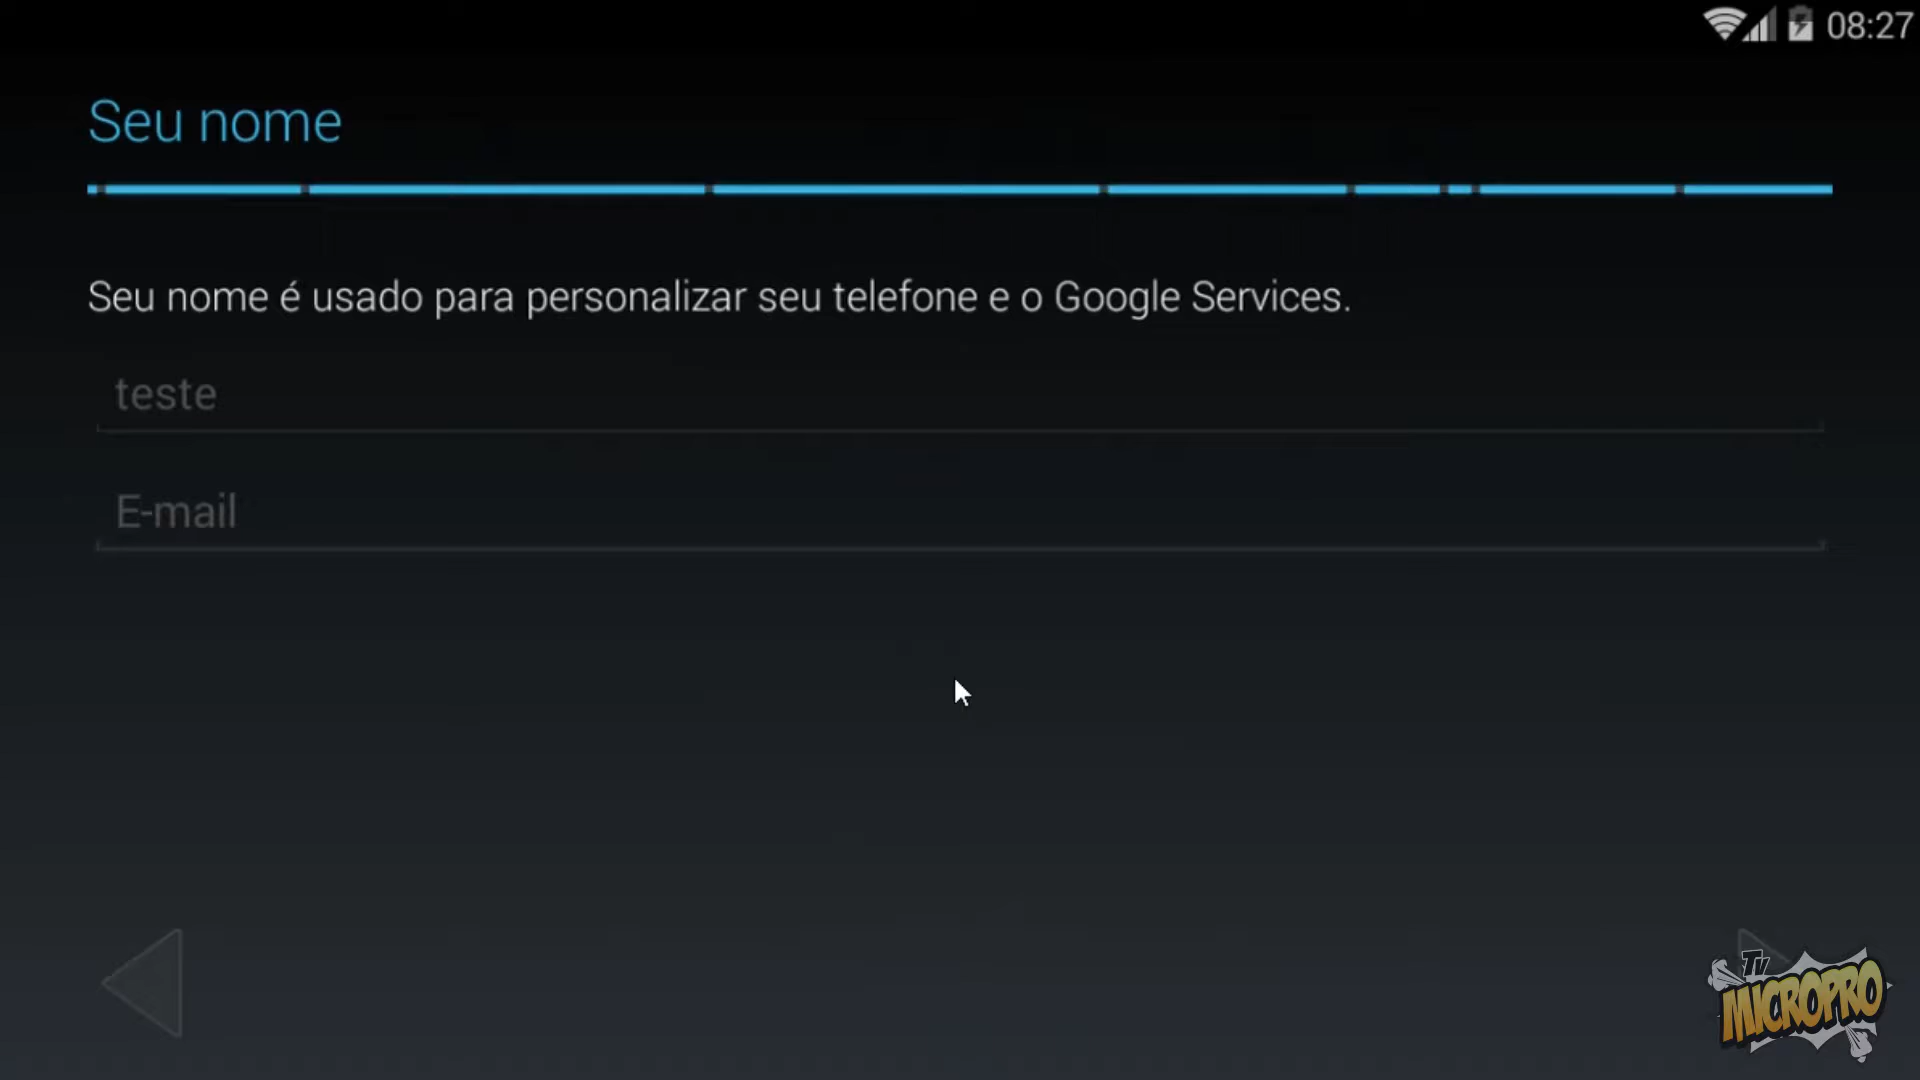 08:27
Seu nome
Seu nome é usado para personalizar seu telefone e o Google Services.
teste
E-mail
TV
MICROPRO